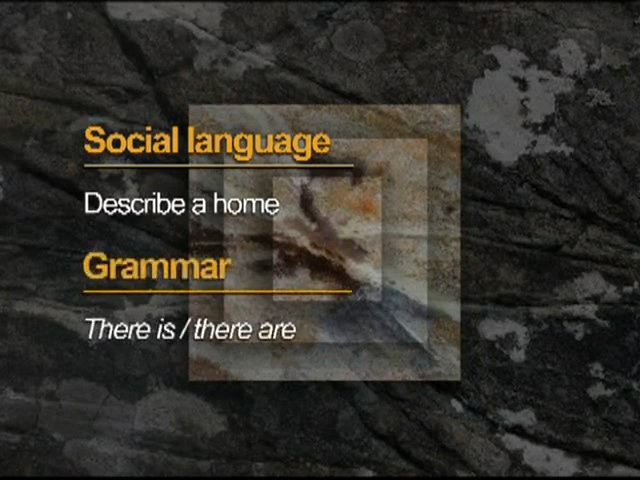 Social language
Describe a home
Grammar
There is / there are